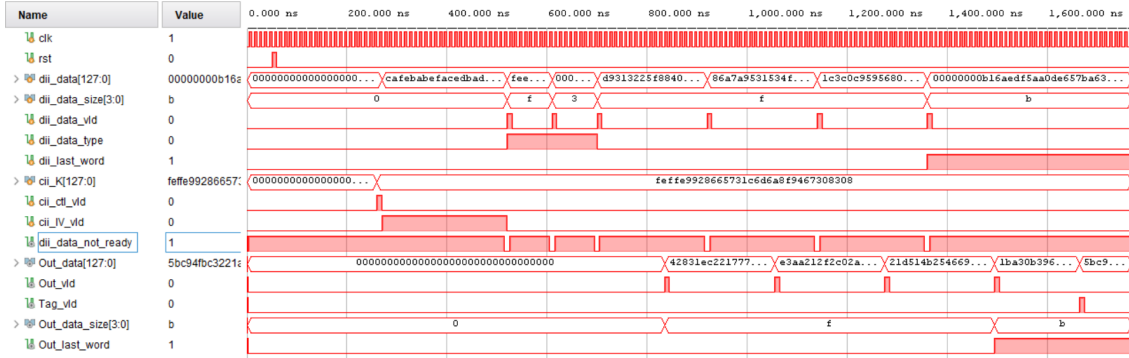 Name Value 0.000 ns 200.000 ns 400.000 ns 600.000 ns 800.000 ns 1,000.000 ns 1,200.000 ns 1,400.000 ns 1,600.000 ns
clk 1
rst 0
dii_data[127:0] 00000000b16a 00000000000000000... cafebabefacedbad... fee... 000... d9313225f8840... 86a7a9531534f... 1c3c0c9595680... 00000000b16aedf5aa0de657ba63...
dii_data_size[3:0] b 0 f 3 f b
dii_data_vld 0
dii_data_type 0
dii_last_word 1
cii_K[127:0] feffe9928665731 0000000000000000... feffe9928665731c6d6a8f9467308308
cii_ctl_vld 0
cii_IV_vld 0
dii_data_not_ready 1
Out_data[127:0] 5bc94fbc3221a 00000000000000000000000000000000 42831ec221777... e3aa212f2c02a... 21d514b254669... 1ba30b396... 5bc9...
Out_vld 0
Tag_vld 0
Out_data_size[3:0] b 0 f b
Out_last_word 1